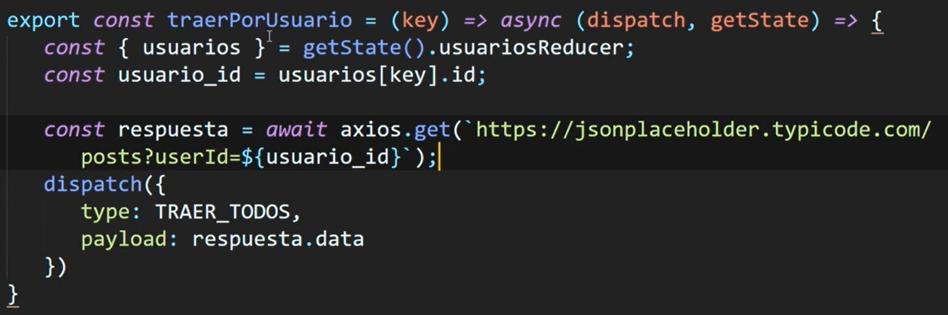 export const traerPorUsuario = (key) => async (dispatch, getState) => {
const { usuarios } = getState().usuariosReducer;
const usuario_id = usuarios[key].id;
const respuesta = await axios.get(`https://jsonplaceholder.typicode.com/
posts?userId=${usuario_id}`);
dispatch({
type: TRAER_TODOS,
payload: respuesta.data
})
}